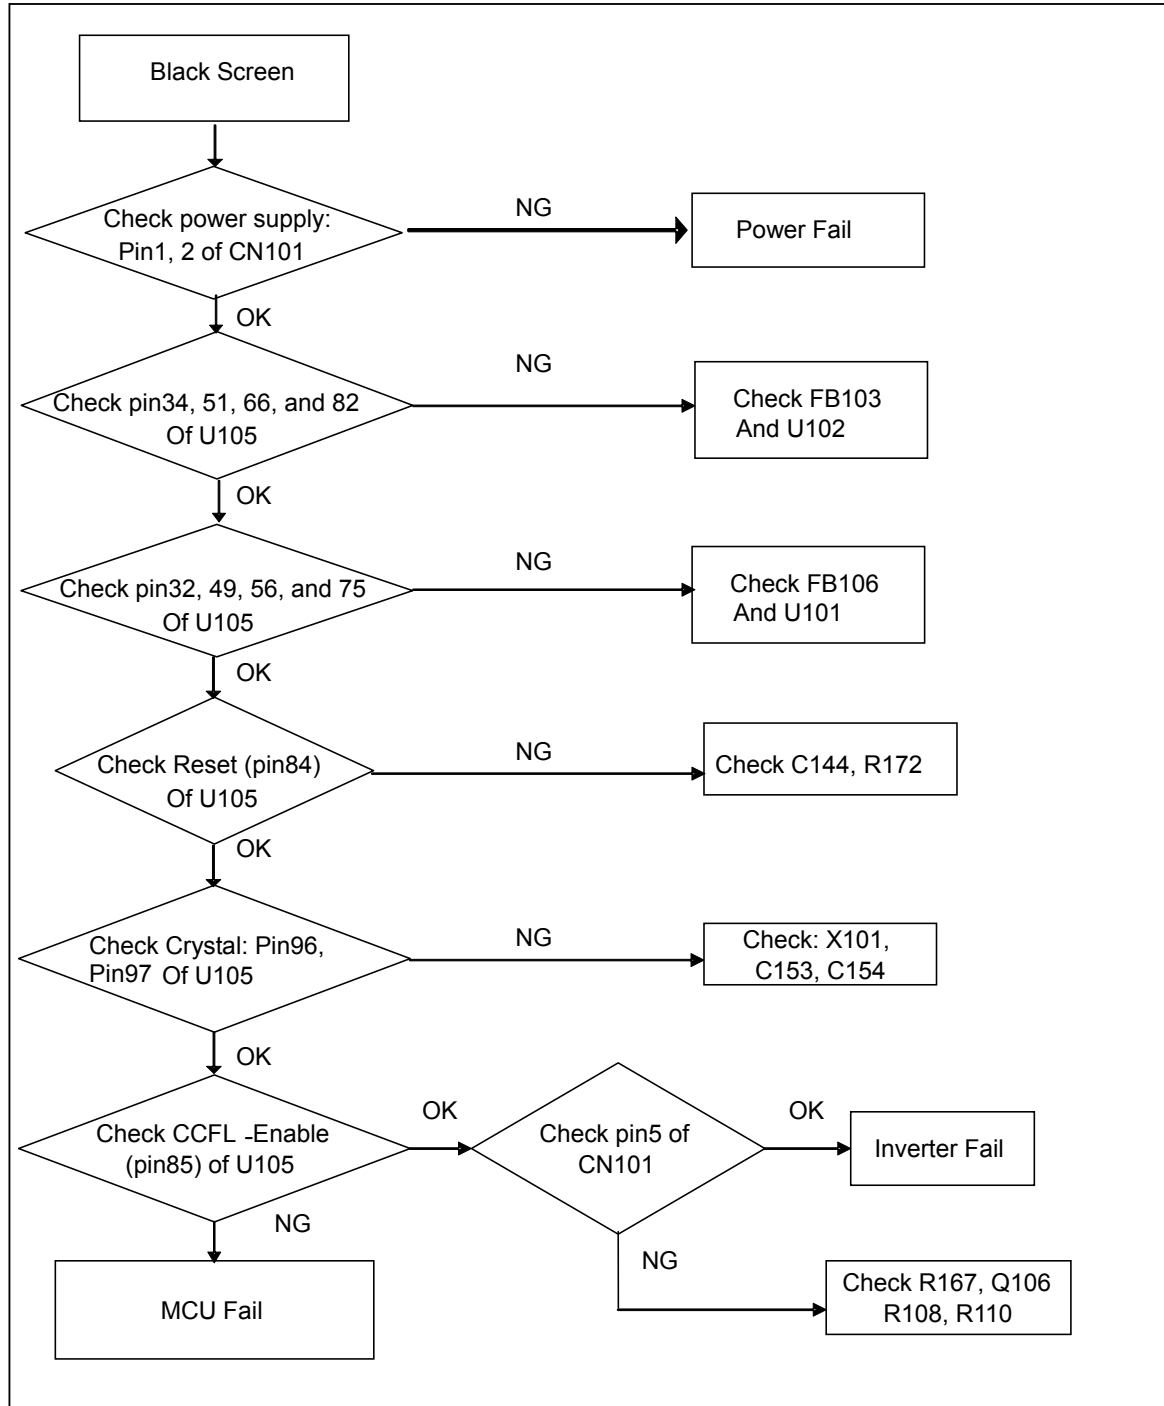 Black Screen
Check power supply:
Pin1, 2 of CN101
NG
Power Fail
OK
Check pin34, 51, 66, and 82
Of U105
NG
Check FB103
And U102
OK
Check pin32, 49, 56, and 75
Of U105
NG
Check FB106
And U101
OK
Check Reset (pin84)
Of U105
NG
Check C144, R172
OK
Check Crystal: Pin96,
Pin97 Of U105
NG
Check: X101,
C153, C154
OK
Check CCFL -Enable
(pin85) of U105
OK
Check pin5 of
CN101
OK
Inverter Fail
NG
MCU Fail
NG
Check R167, Q106
R108, R110